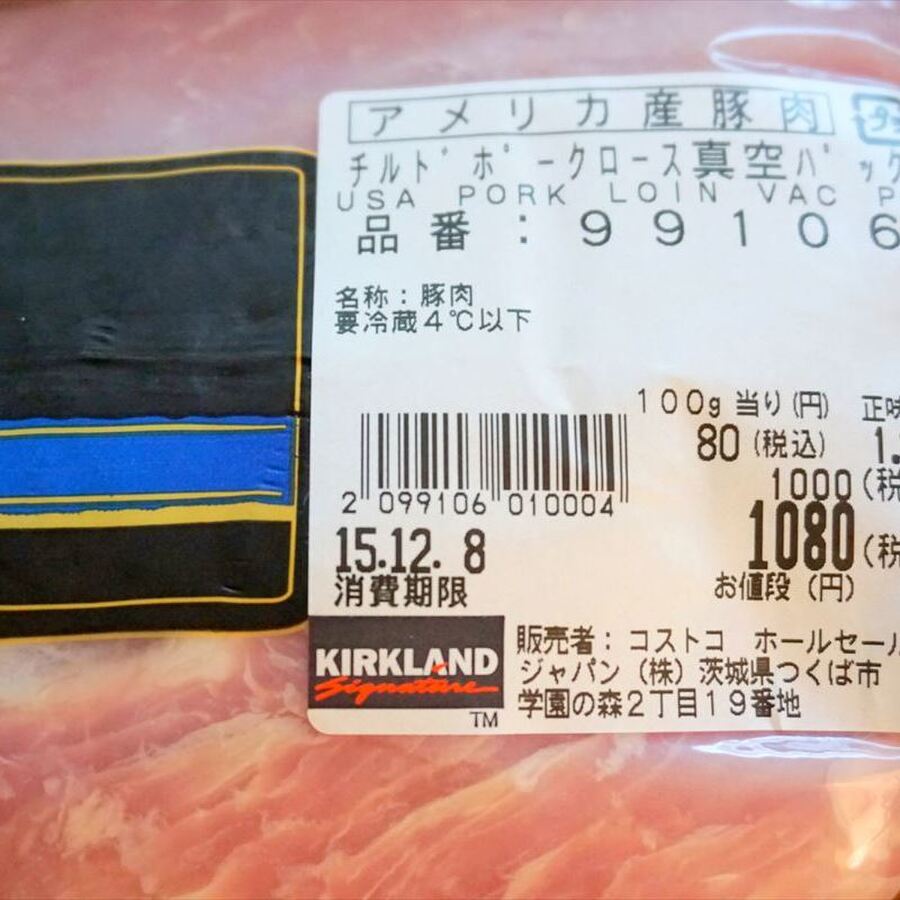 アメリカ産豚肉
チルドポークロース真空パック
USA PORK LOIN VAC P
品番：99106
名称：豚肉
要冷蔵4℃以下
100g当り(円) 正味
80(税込) 1.
1000(税
1080(税
お値段(円)
2 099106 010004
15.12.8
消費期限
KIRKLAND
Signature
TM
販売者：コストコ ホールセール
ジャパン(株)茨城県つくば市
学園の森2丁目19番地